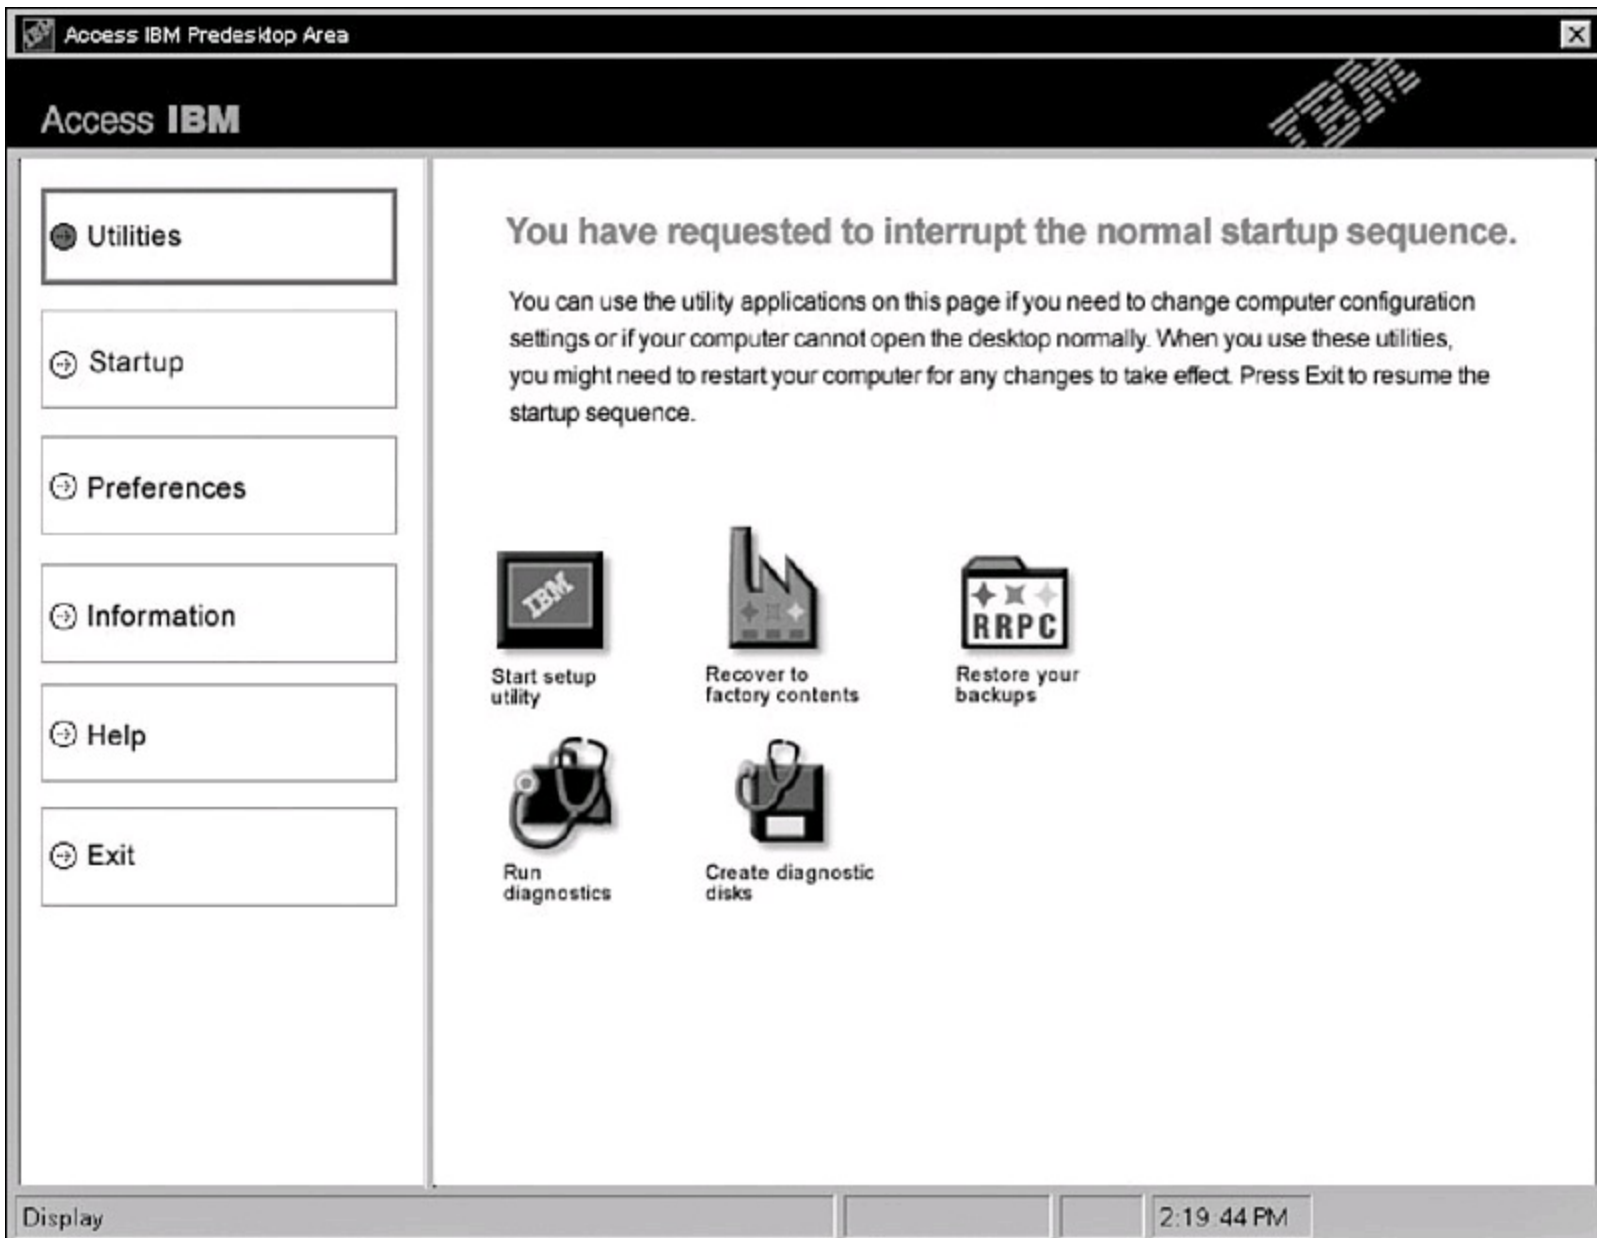 Access IBM Predesktop Area
Access IBM
IBM
Utilities
Startup
Preferences
Information
Help
Exit
You have requested to interrupt the normal startup sequence.
You can use the utility applications on this page if you need to change computer configuration
settings or if your computer cannot open the desktop normally. When you use these utilities,
you might need to restart your computer for any changes to take effect. Press Exit to resume the
startup sequence.
IBM
Start setup
utility
Recover to
factory contents
RRPC
Restore your
backups
Run
diagnostics
Create diagnostic
disks
Display
2:19:44 PM